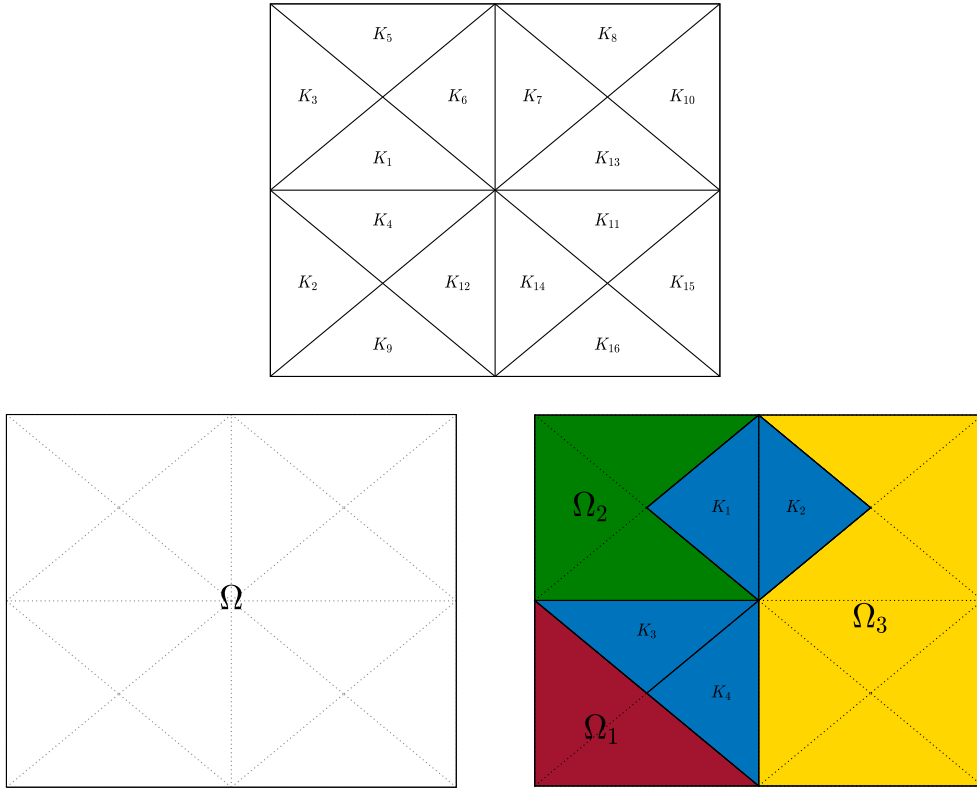 K₅ K₈
K₃ K₆ K₇ K₁₀
K₁ K₁₃
K₄ K₁₁
K₂ K₁₂ K₁₄ K₁₅
K₉ K₁₆
Ω
Ω₂ K₁ K₂
K₃ Ω₃
K₄
Ω₁